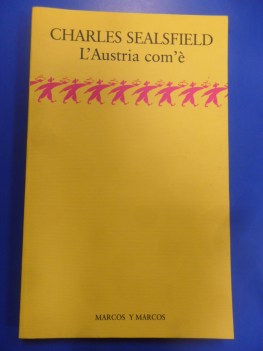 CHARLES SEALSFIELD
L'Austria com'è
MARCOS Y MARCOS